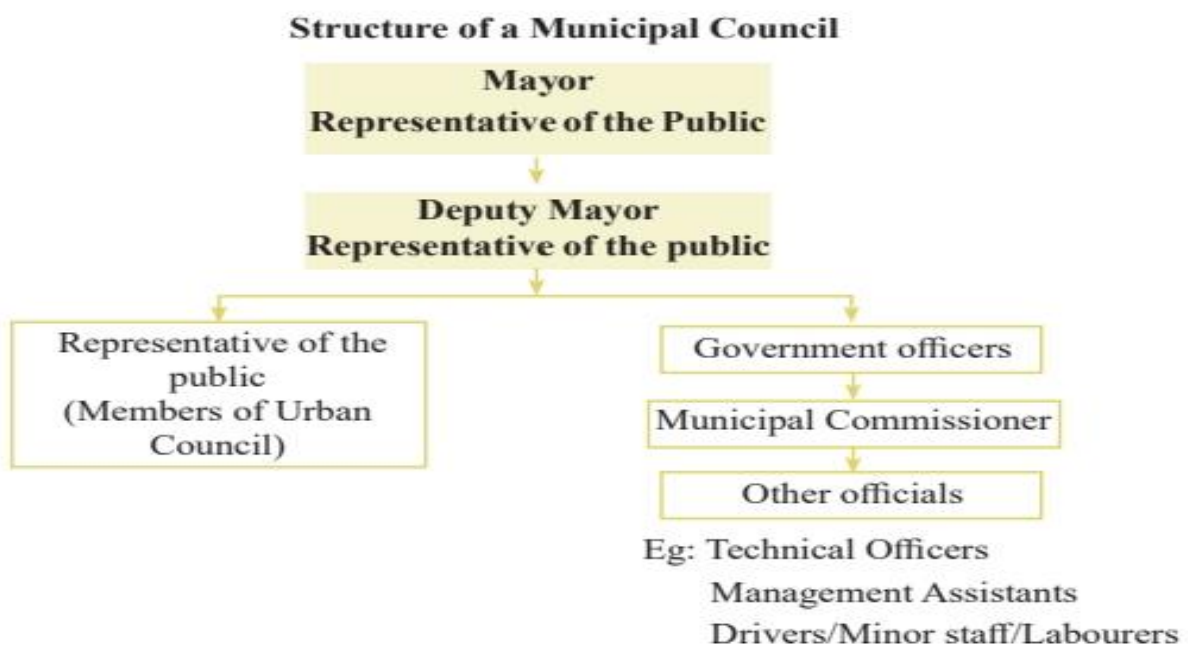 Structure of a Municipal Council
Mayor
Representative of the Public
Deputy Mayor
Representative of the public
Representative of the
public
(Members of Urban
Council)
Government officers
Municipal Commissioner
Other officials
Eg: Technical Officers
Management Assistants
Drivers/Minor staff/Labourers